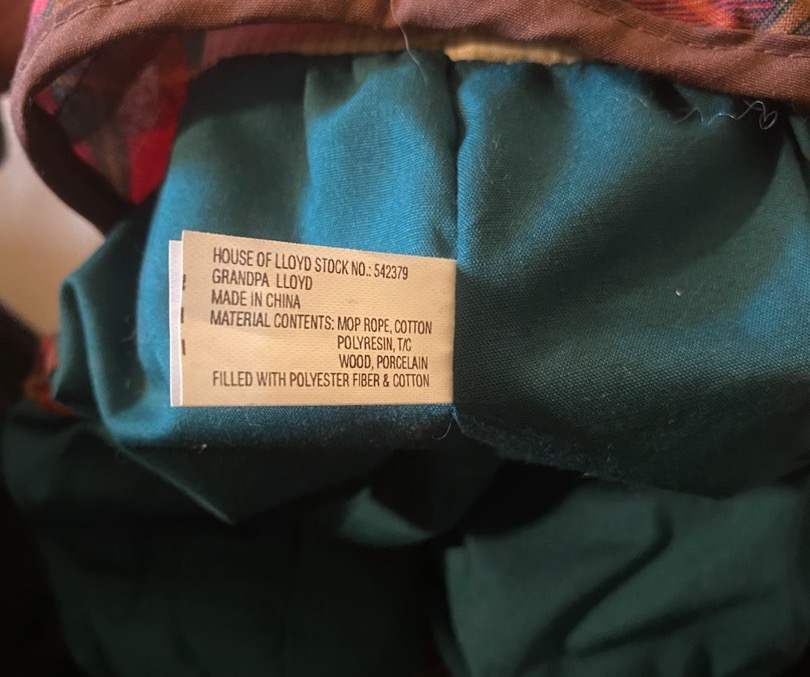 HOUSE OF LLOYD STOCK NO.: 542379
GRANDPA LLOYD
MADE IN CHINA
MATERIAL CONTENTS: MOP ROPE, COTTON
POLYRESIN, T/C
WOOD, PORCELAIN
FILLED WITH POLYESTER FIBER & COTTON